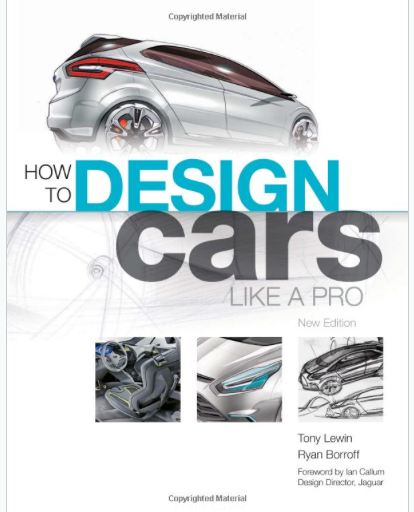 Copyrighted Material
HOW
TO DESIGN
cars
LIKE A PRO
New Edition
Tony Lewin
Ryan Borroff
Foreword by Ian Callum
Design Director, Jaguar
Copyrighted Material